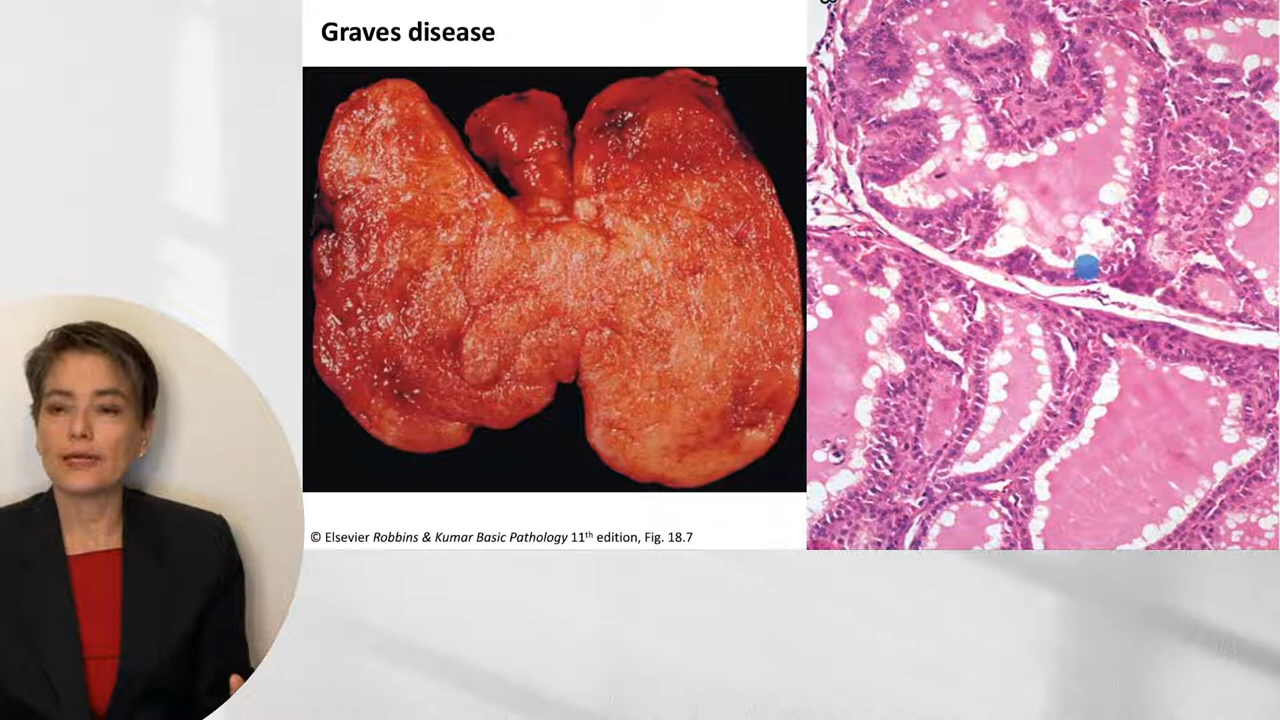 Graves disease
© Elsevier Robbins & Kumar Basic Pathology 11th edition, Fig. 18.7